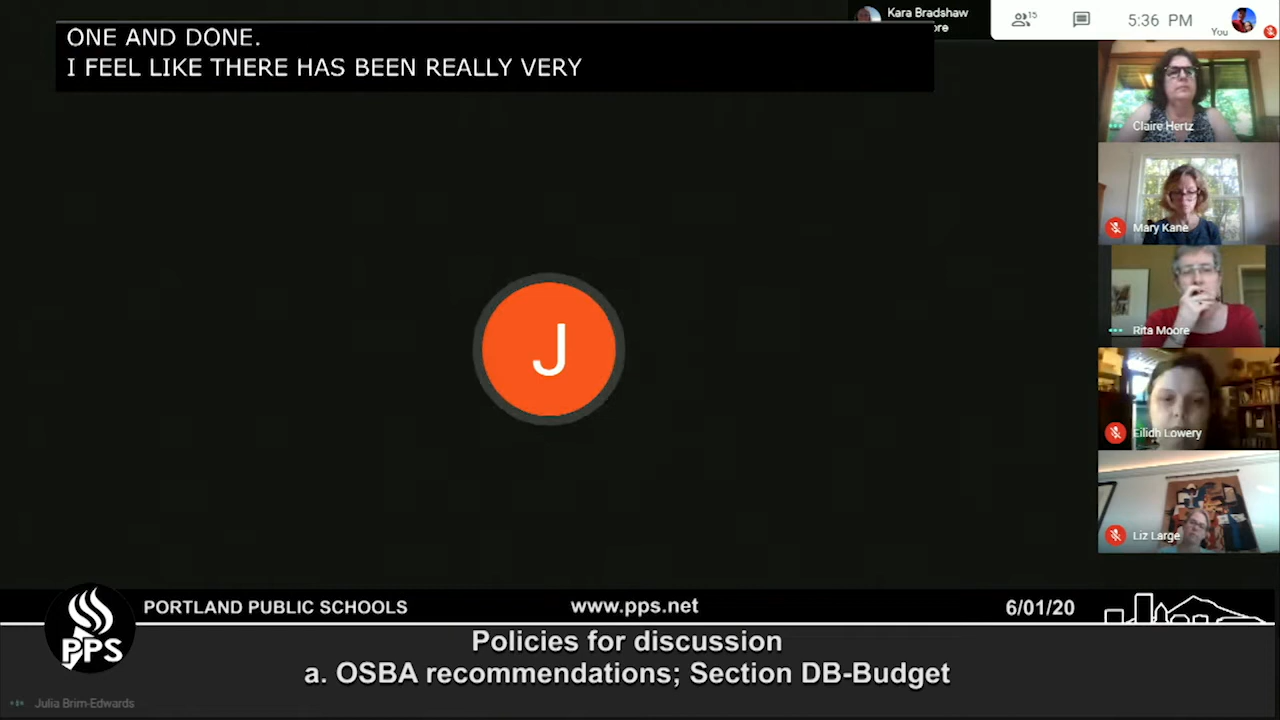 ONE AND DONE.
I FEEL LIKE THERE HAS BEEN REALLY VERY
Kara Bradshaw
ore
15
5:36 PM
You
Claire Hertz
Mary Kane
Rita Moore
Eilidh Lowery
Liz Large
J
PPS
PORTLAND PUBLIC SCHOOLS
www.pps.net
6/01/20
Policies for discussion
a. OSBA recommendations; Section DB-Budget
Julia Brim-Edwards